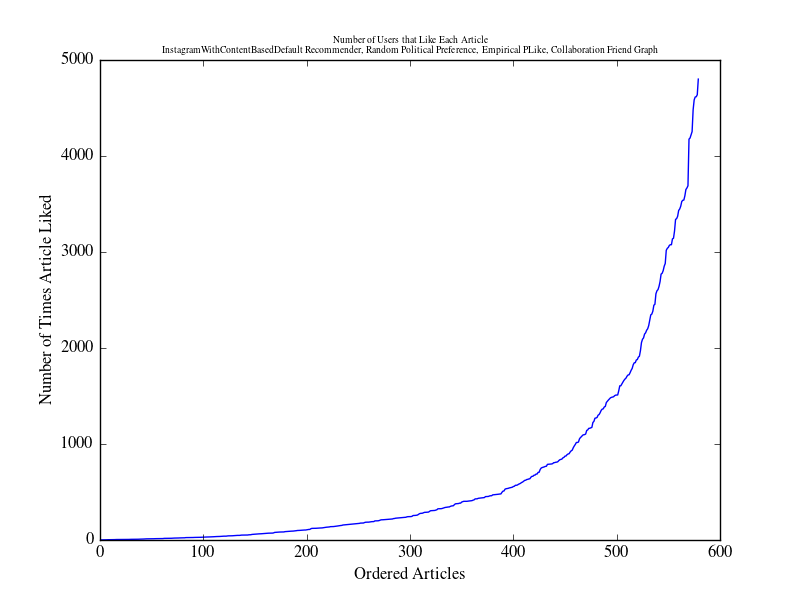 Number of Users that Like Each Article
InstagramWithContentBasedDefault Recommender, Random Political Preference, Empirical PLike, Collaboration Friend Graph
5000
4000
3000
2000
1000
0
Number of Times Article Liked
0 100 200 300 400 500 600
Ordered Articles